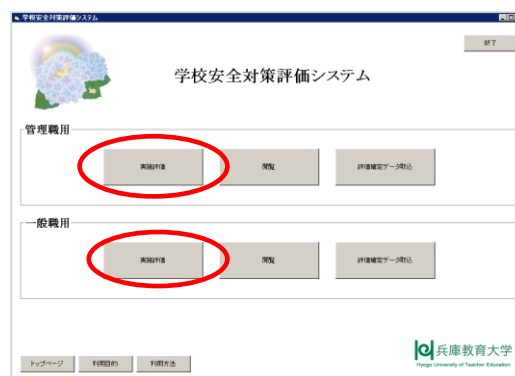 学校安全対策評価システム
終了
学校安全対策評価システム
管理職用
実施評価
閲覧
評価確定データ取込
一般職用
実施評価
閲覧
評価確定データ取込
トップページ
利用目的
利用方法
兵庫教育大学
Hyogo University of Teacher Education